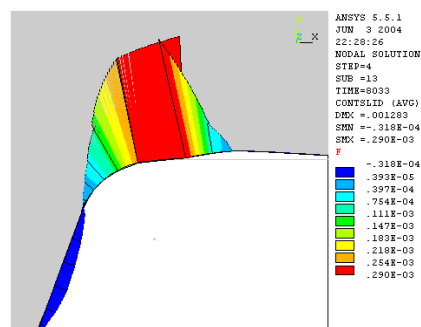 Z X
ANSYS 5.5.1
JUN 3 2004
22:28:26
NODAL SOLUTION
STEP=4
SUB =13
TIME=8033
CONTSLID (AVG)
DMX =.001283
SMN =-.318E-04
SMX =.290E-03
F
-.318E-04
.393E-05
.397E-04
.754E-04
.111E-03
.147E-03
.183E-03
.218E-03
.254E-03
.290E-03